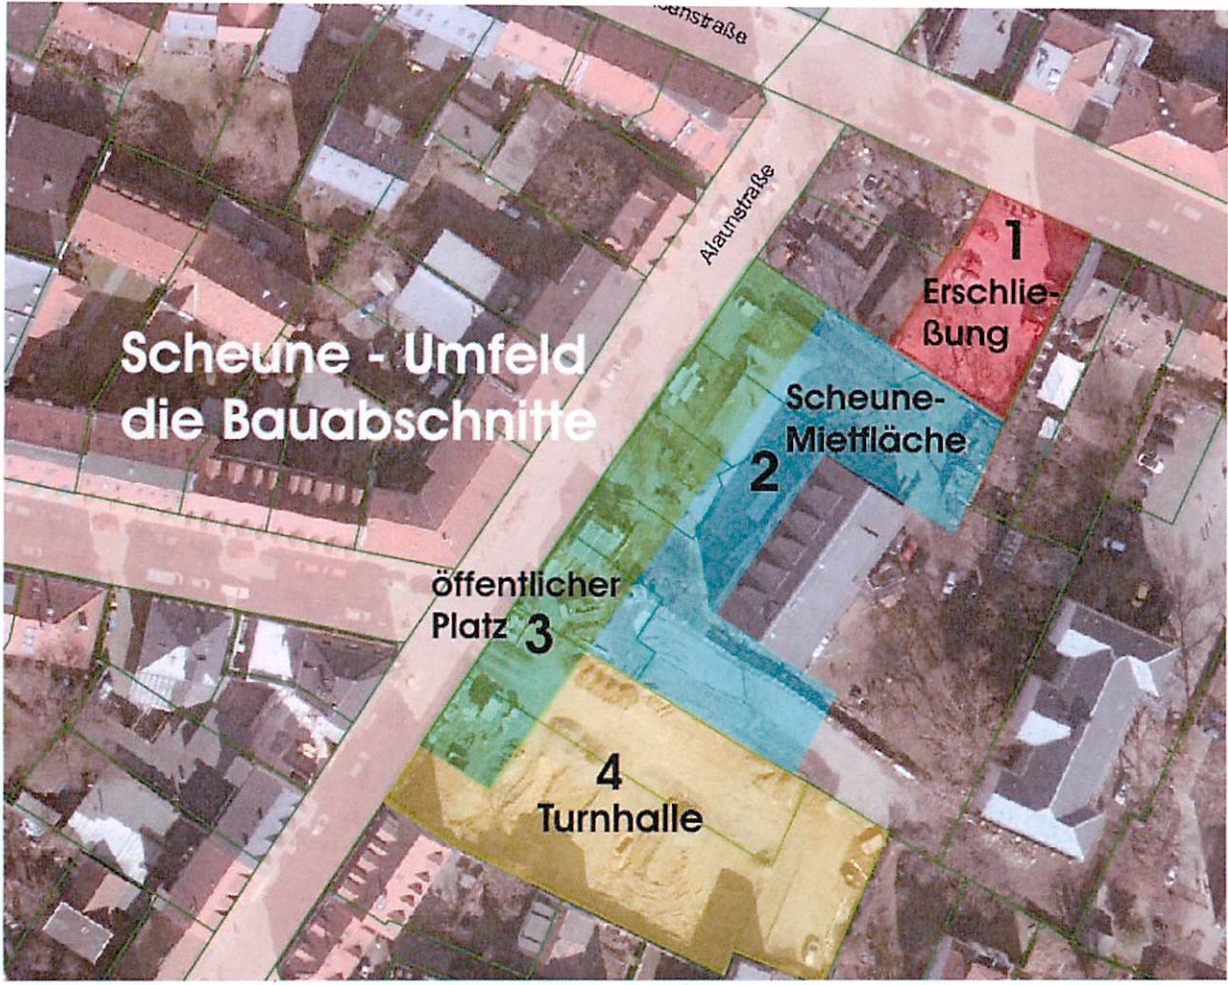 Alaunstraße
1
Erschlie-
ßung
Scheune - Umfeld
die Bauabschnitte
Scheune-
Mietfläche
2
öffentlicher
Platz 3
4
Turnhalle